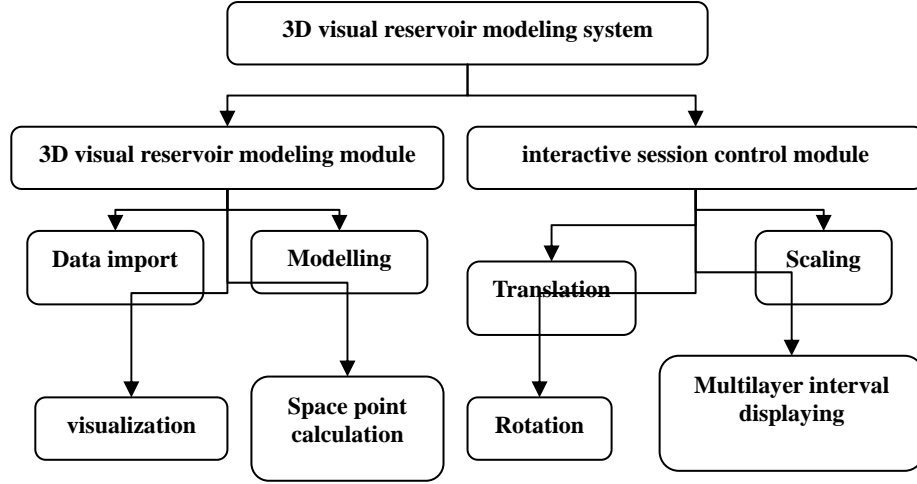 3D visual reservoir modeling system
3D visual reservoir modeling module
interactive session control module
Data import
Modelling
Translation
Scaling
visualization
Space point
calculation
Rotation
Multilayer interval
displaying